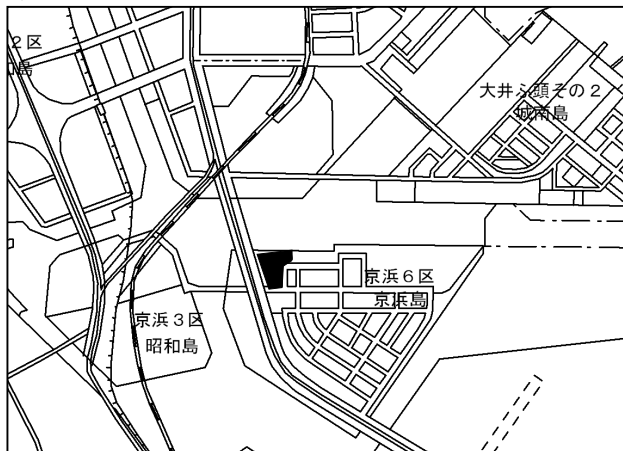 ２区
島
大井ふ頭その２
城南島
京浜６区
京浜島
京浜３区
昭和島